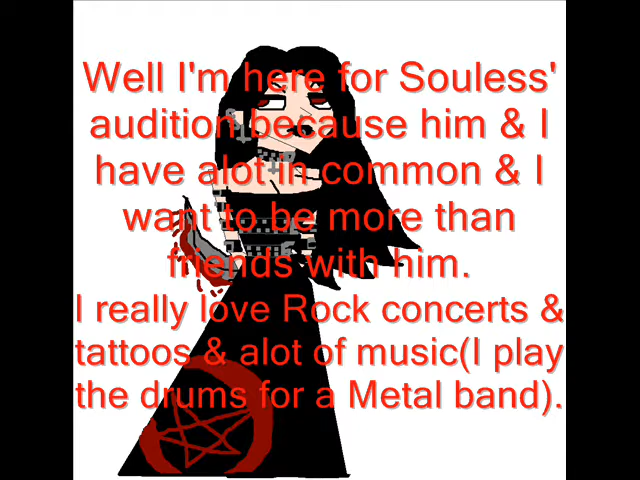 Well I'm here for Souless'
audition because him & I
have alot in common & I
want to be more than
friends with him.
I really love Rock concerts &
tattoos & alot of music(I play
the drums for a Metal band).